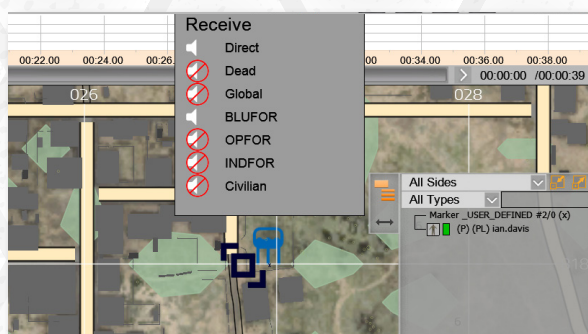 Receive
Direct
Dead
Global
BLUFOR
OPFOR
INDFOR
Civilian
00:22.00 00:24.00 00:26. 00 00:34.00 00:36.00 00:38.00
00:00:00 /00:00:39
026 028
All Sides
All Types
Marker _USER_DEFINED #2/0 (x)
(P) (PL) ian.davis